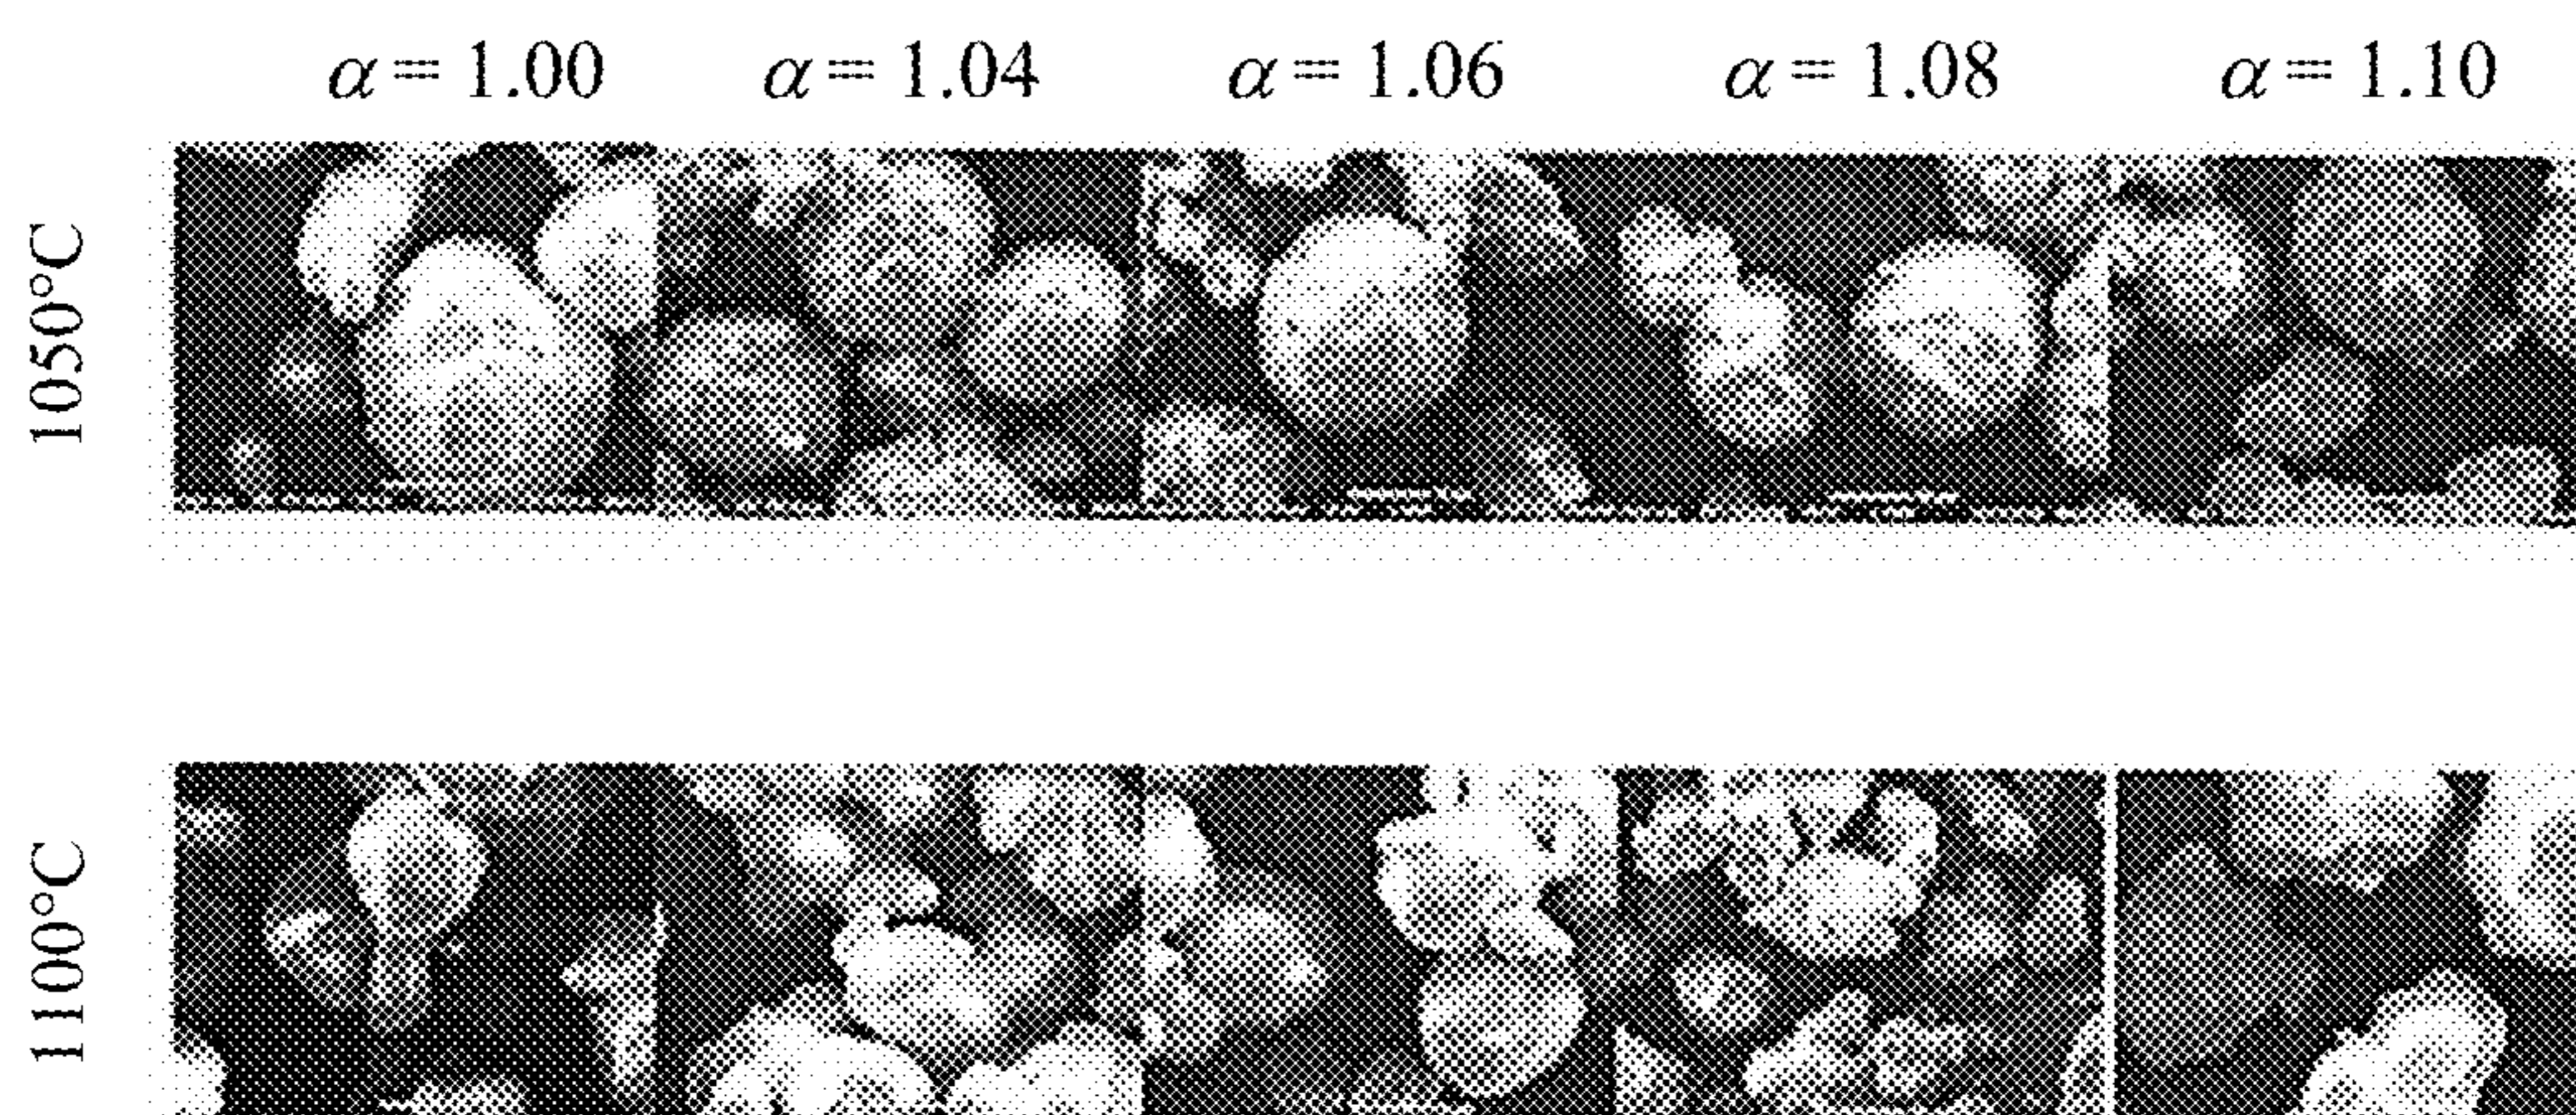 α = 1.00 α = 1.04 α = 1.06 α = 1.08 α = 1.10
1050°C
1100°C